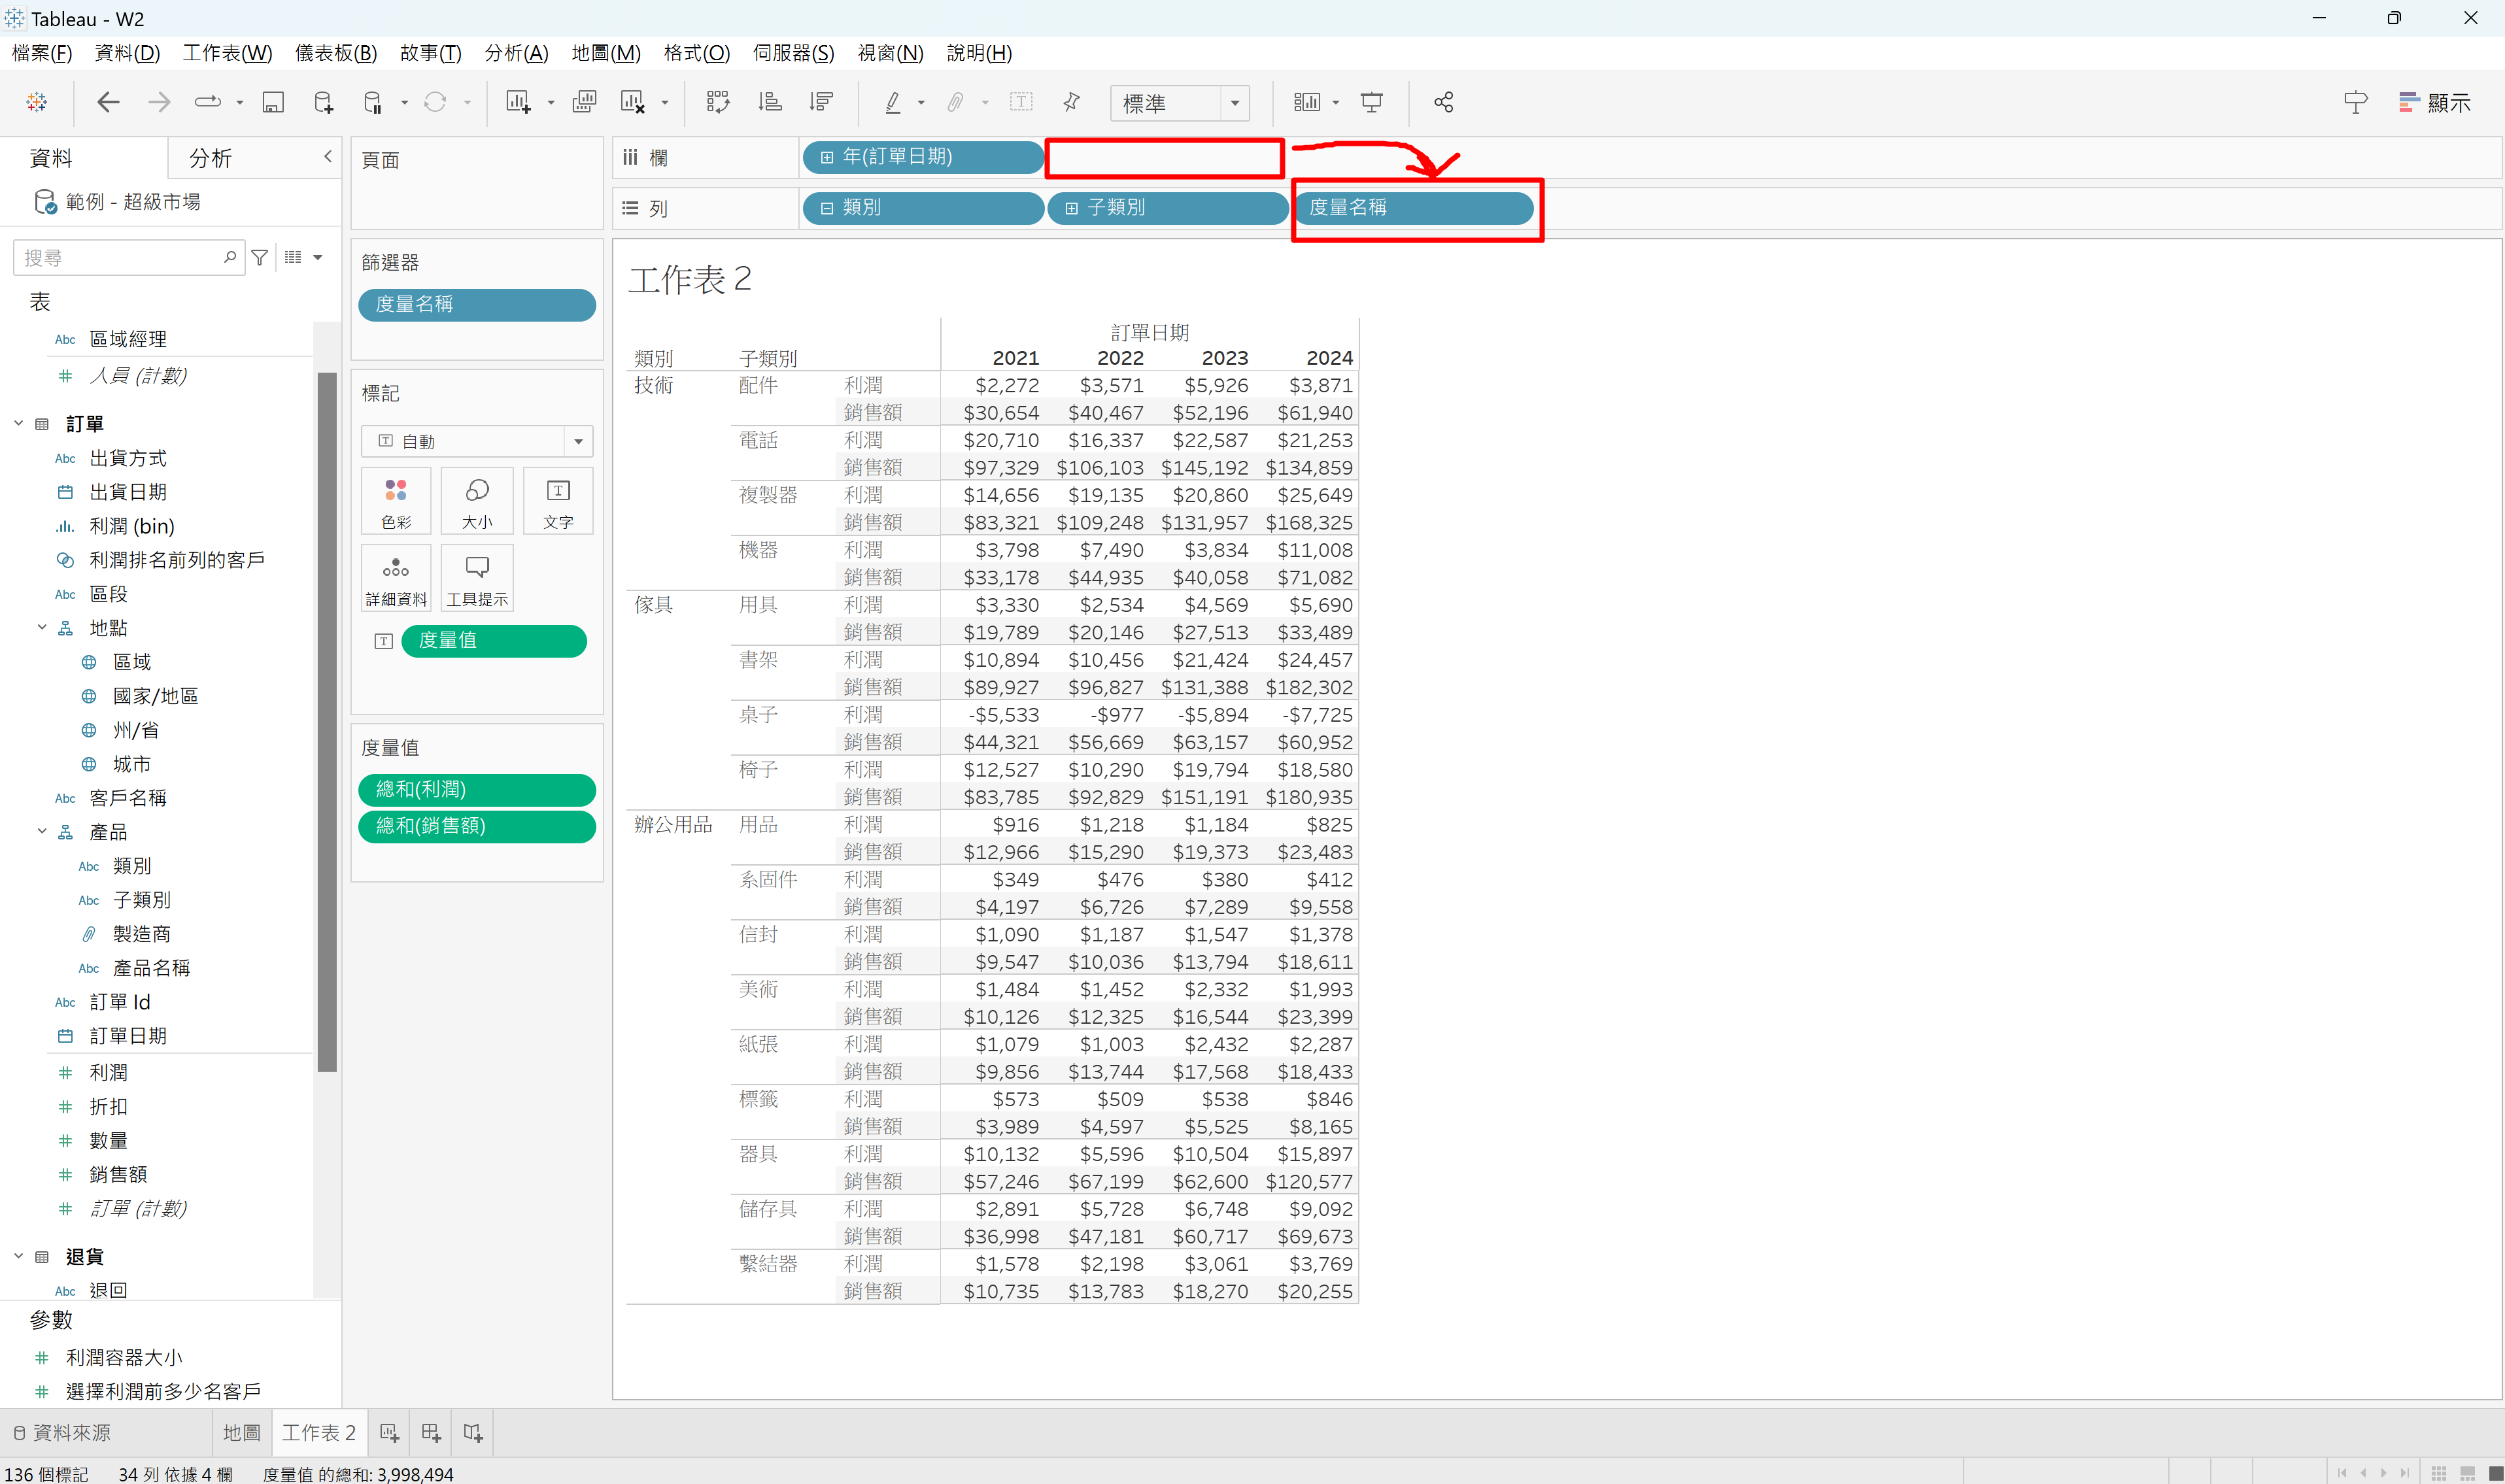 Tableau - W2
檔案(F) 資料(D) 工作表(W) 儀表板(B) 故事(T) 分析(A) 地圖(M) 格式(O) 伺服器(S) 視窗(N) 說明(H)
標準 顯示
資料 分析
範例 - 超級市場
搜尋
表
Abc 區域經理
人員 (計數)
訂單
Abc 出貨方式
出貨日期
利潤 (bin)
利潤排名前列的客戶
Abc 區段
地點
區域
國家/地區
州/省
城市
Abc 客戶名稱
產品
Abc 類別
Abc 子類別
製造商
Abc 產品名稱
Abc 訂單 Id
訂單日期
利潤
折扣
數量
銷售額
訂單 (計數)
退貨
Abc 退回
參數
利潤容器大小
選擇利潤前多少名客戶
頁面
篩選器
度量名稱
標記
自動
色彩 大小 文字
詳細資料 工具提示
度量值
度量值
總和(利潤)
總和(銷售額)
欄 年(訂單日期)
列 類別 子類別 度量名稱
工作表 2
訂單日期
類別 子類別 2021 2022 2023 2024
技術 配件 利潤 $2,272 $3,571 $5,926 $3,871
銷售額 $30,654 $40,467 $52,196 $61,940
電話 利潤 $20,710 $16,337 $22,587 $21,253
銷售額 $97,329 $106,103 $145,192 $134,859
複製器 利潤 $14,656 $19,135 $20,860 $25,649
銷售額 $83,321 $109,248 $131,957 $168,325
機器 利潤 $3,798 $7,490 $3,834 $11,008
銷售額 $33,178 $44,935 $40,058 $71,082
傢具 用具 利潤 $3,330 $2,534 $4,569 $5,690
銷售額 $19,789 $20,146 $27,513 $33,489
書架 利潤 $10,894 $10,456 $21,424 $24,457
銷售額 $89,927 $96,827 $131,388 $182,302
桌子 利潤 -$5,533 -$977 -$5,894 -$7,725
銷售額 $44,321 $56,669 $63,157 $60,952
椅子 利潤 $12,527 $10,290 $19,794 $18,580
銷售額 $83,785 $92,829 $151,191 $180,935
辦公用品 用品 利潤 $916 $1,218 $1,184 $825
銷售額 $12,966 $15,290 $19,373 $23,483
系固件 利潤 $349 $476 $380 $412
銷售額 $4,197 $6,726 $7,289 $9,558
信封 利潤 $1,090 $1,187 $1,547 $1,378
銷售額 $9,547 $10,036 $13,794 $18,611
美術 利潤 $1,484 $1,452 $2,332 $1,993
銷售額 $10,126 $12,325 $16,544 $23,399
紙張 利潤 $1,079 $1,003 $2,432 $2,287
銷售額 $9,856 $13,744 $17,568 $18,433
標籤 利潤 $573 $509 $538 $846
銷售額 $3,989 $4,597 $5,525 $8,165
器具 利潤 $10,132 $5,596 $10,504 $15,897
銷售額 $57,246 $67,199 $62,600 $120,577
儲存具 利潤 $2,891 $5,728 $6,748 $9,092
銷售額 $36,998 $47,181 $60,717 $69,673
繫結器 利潤 $1,578 $2,198 $3,061 $3,769
銷售額 $10,735 $13,783 $18,270 $20,255
資料來源 地圖 工作表 2
136 個標記 34 列 依據 4 欄 度量值 的總和: 3,998,494